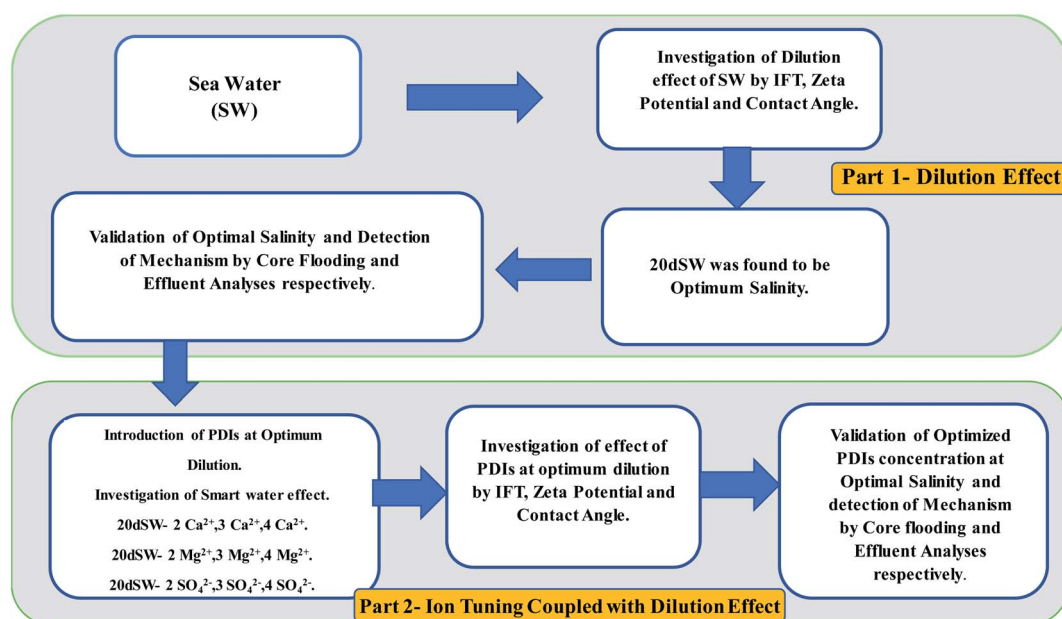 Sea Water
(SW)
Investigation of Dilution
effect of SW by IFT, Zeta
Potential and Contact Angle.
Part 1- Dilution Effect
20dSW was found to be
Optimum Salinity.
Validation of Optimal Salinity and Detection
of Mechanism by Core Flooding and
Effluent Analyses respectively.
Introduction of PDIs at Optimum
Dilution.
Investigation of Smart water effect.
20dSW- 2 Ca²⁺,3 Ca²⁺,4 Ca²⁺.
20dSW- 2 Mg²⁺,3 Mg²⁺,4 Mg²⁺.
20dSW- 2 SO₄²⁻,3 SO₄²⁻,4 SO₄²⁻.
Investigation of effect of
PDIs at optimum dilution
by IFT, Zeta Potential and
Contact Angle.
Validation of Optimized
PDIs concentration at
Optimal Salinity and
detection of Mechanism
by Core flooding and
Effluent Analyses
respectively.
Part 2- Ion Tuning Coupled with Dilution Effect